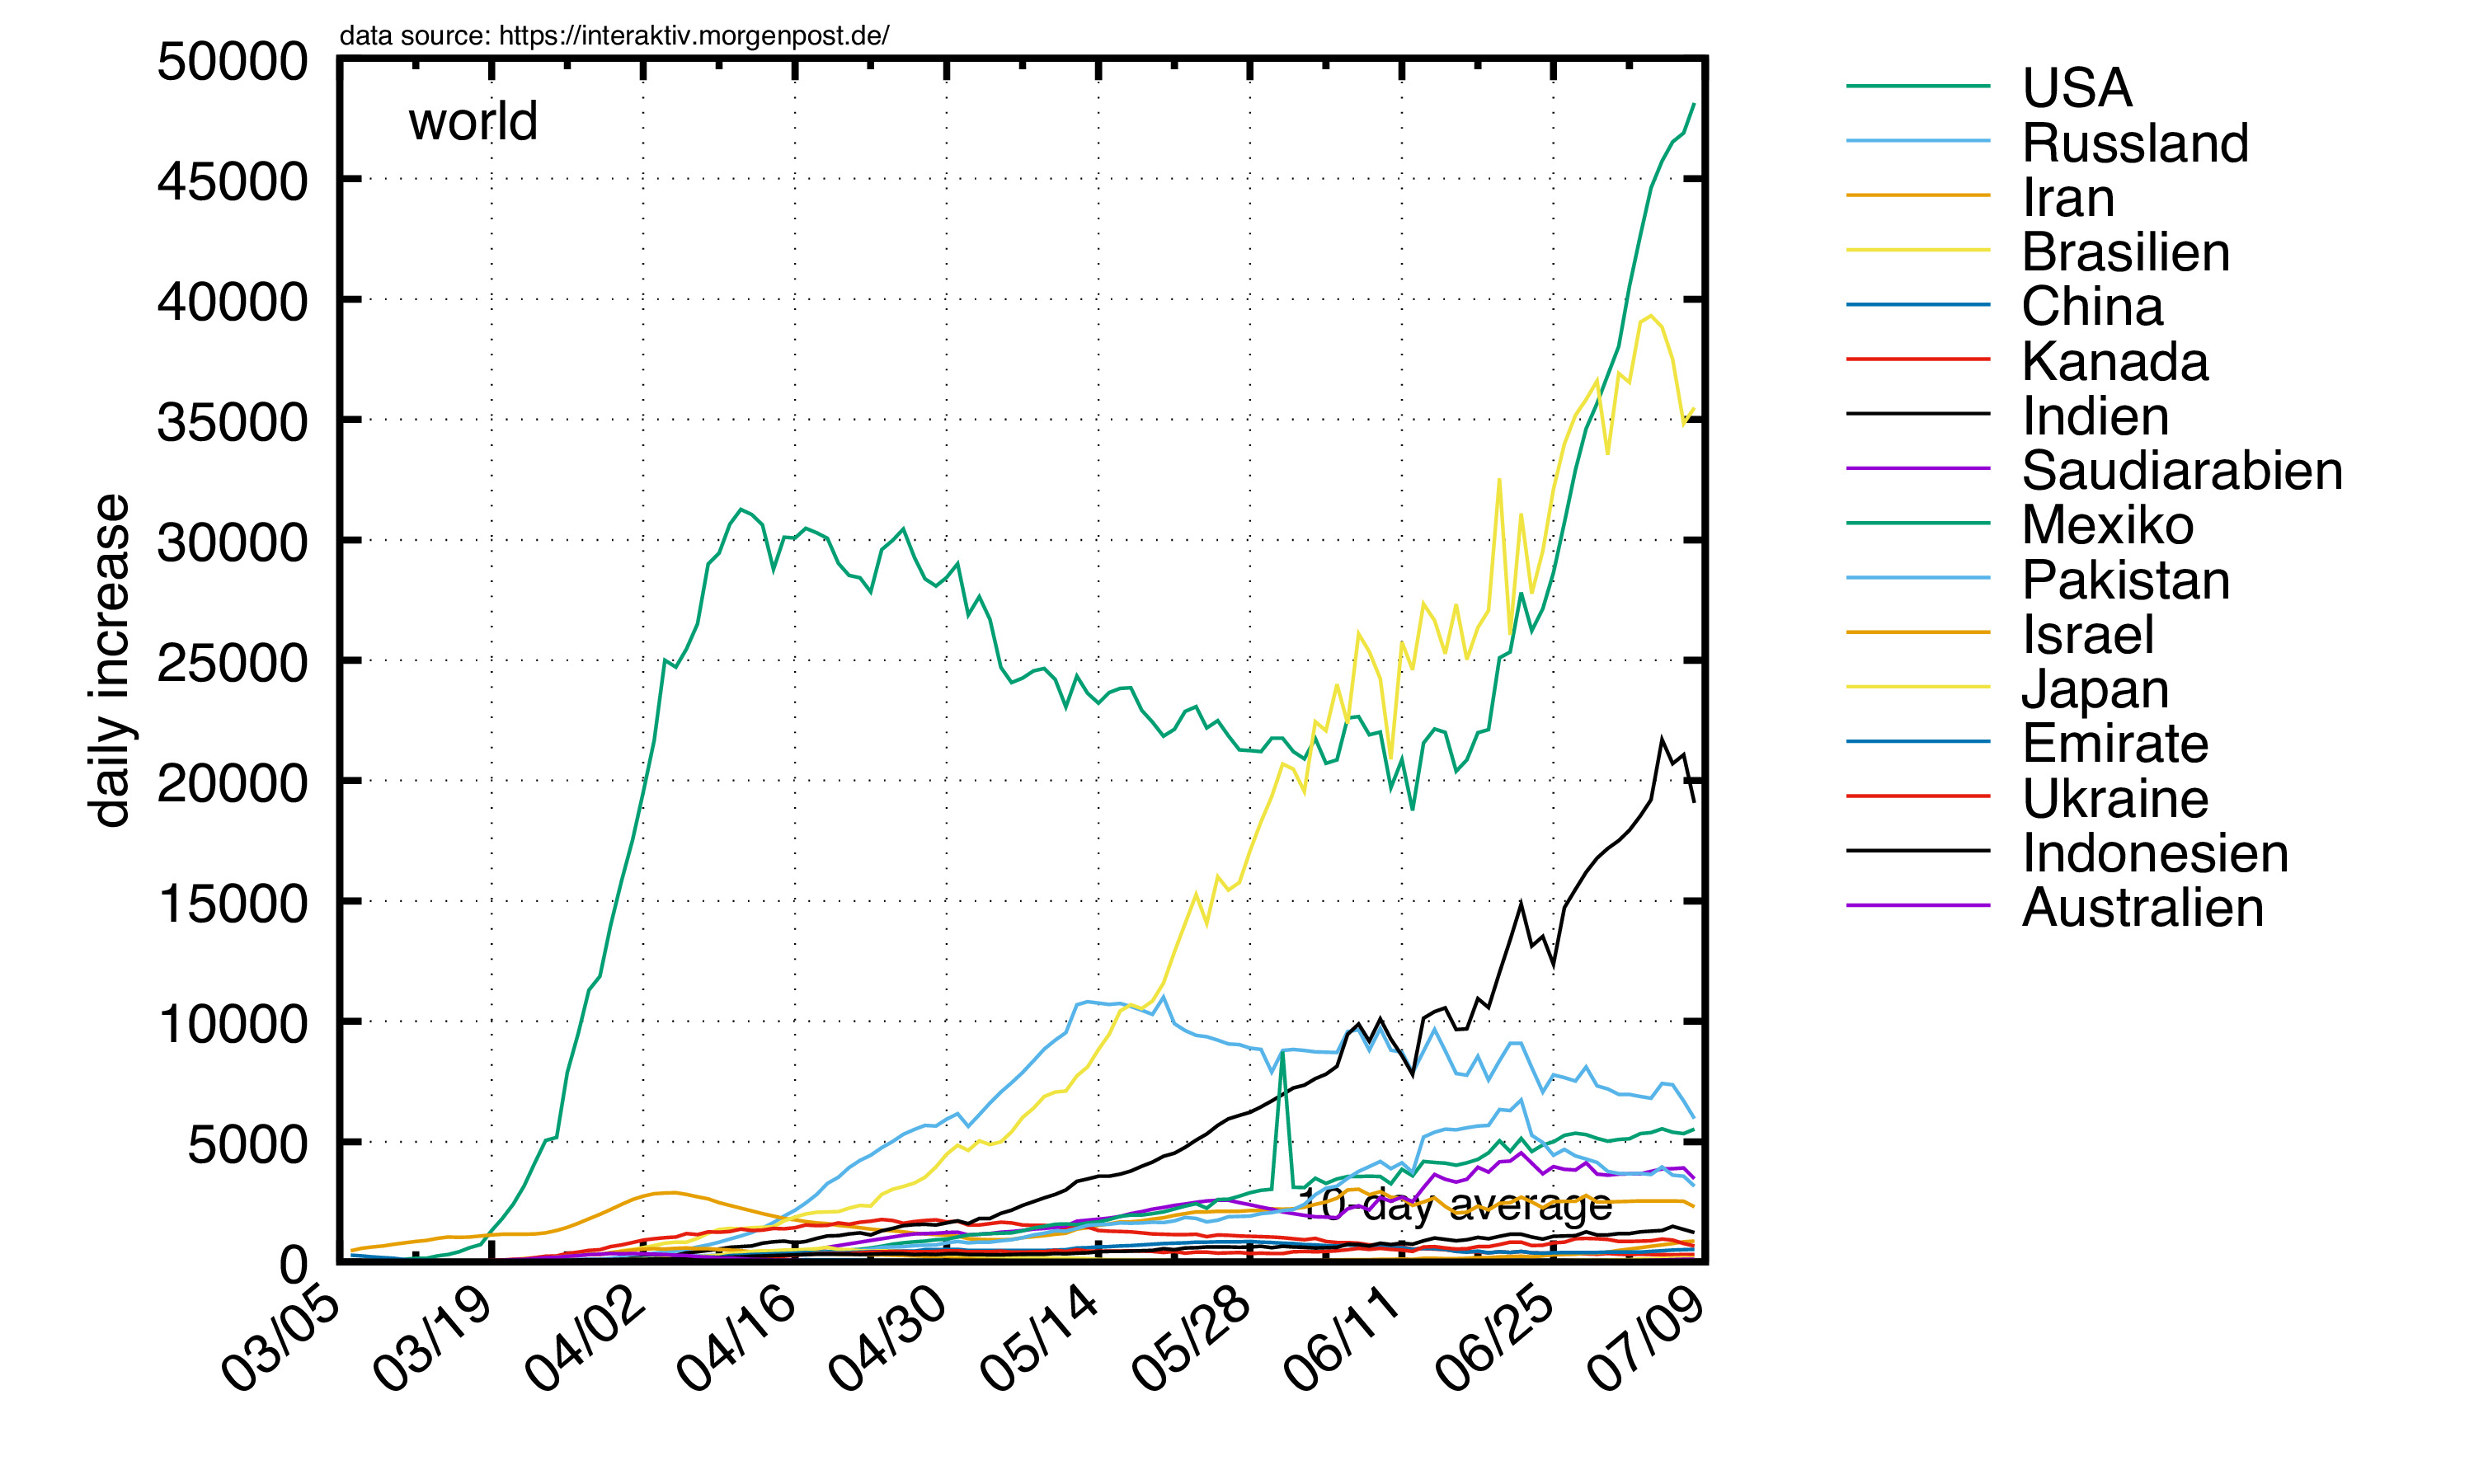 data source: https://interaktiv.morgenpost.de/
world
50000
45000
40000
35000
30000
25000
20000
15000
10000
5000
0
daily increase
10-day average
03/05
03/19
04/02
04/16
04/30
05/14
05/28
06/11
06/25
07/09
USA
Russland
Iran
Brasilien
China
Kanada
Indien
Saudiarabien
Mexiko
Pakistan
Israel
Japan
Emirate
Ukraine
Indonesien
Australien